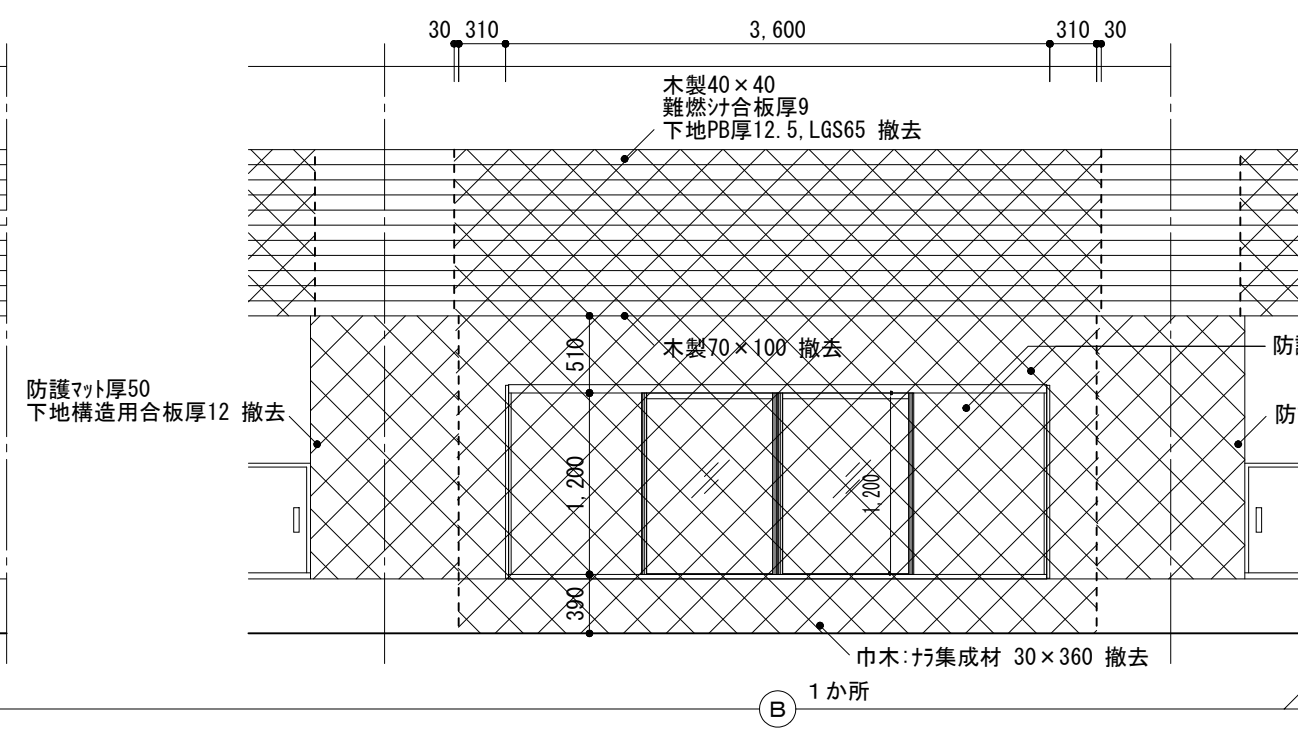 30 310 3,600 310 30
木製40×40
難燃ｼﾅ合板厚9
下地PB厚12.5,LGS65 撤去
510
木製70×100 撤去
防護
防護ﾏｯﾄ厚50
下地構造用合板厚12 撤去
防
1,200
1,200
390
巾木:ﾅﾗ集成材 30×360 撤去
B
１か所